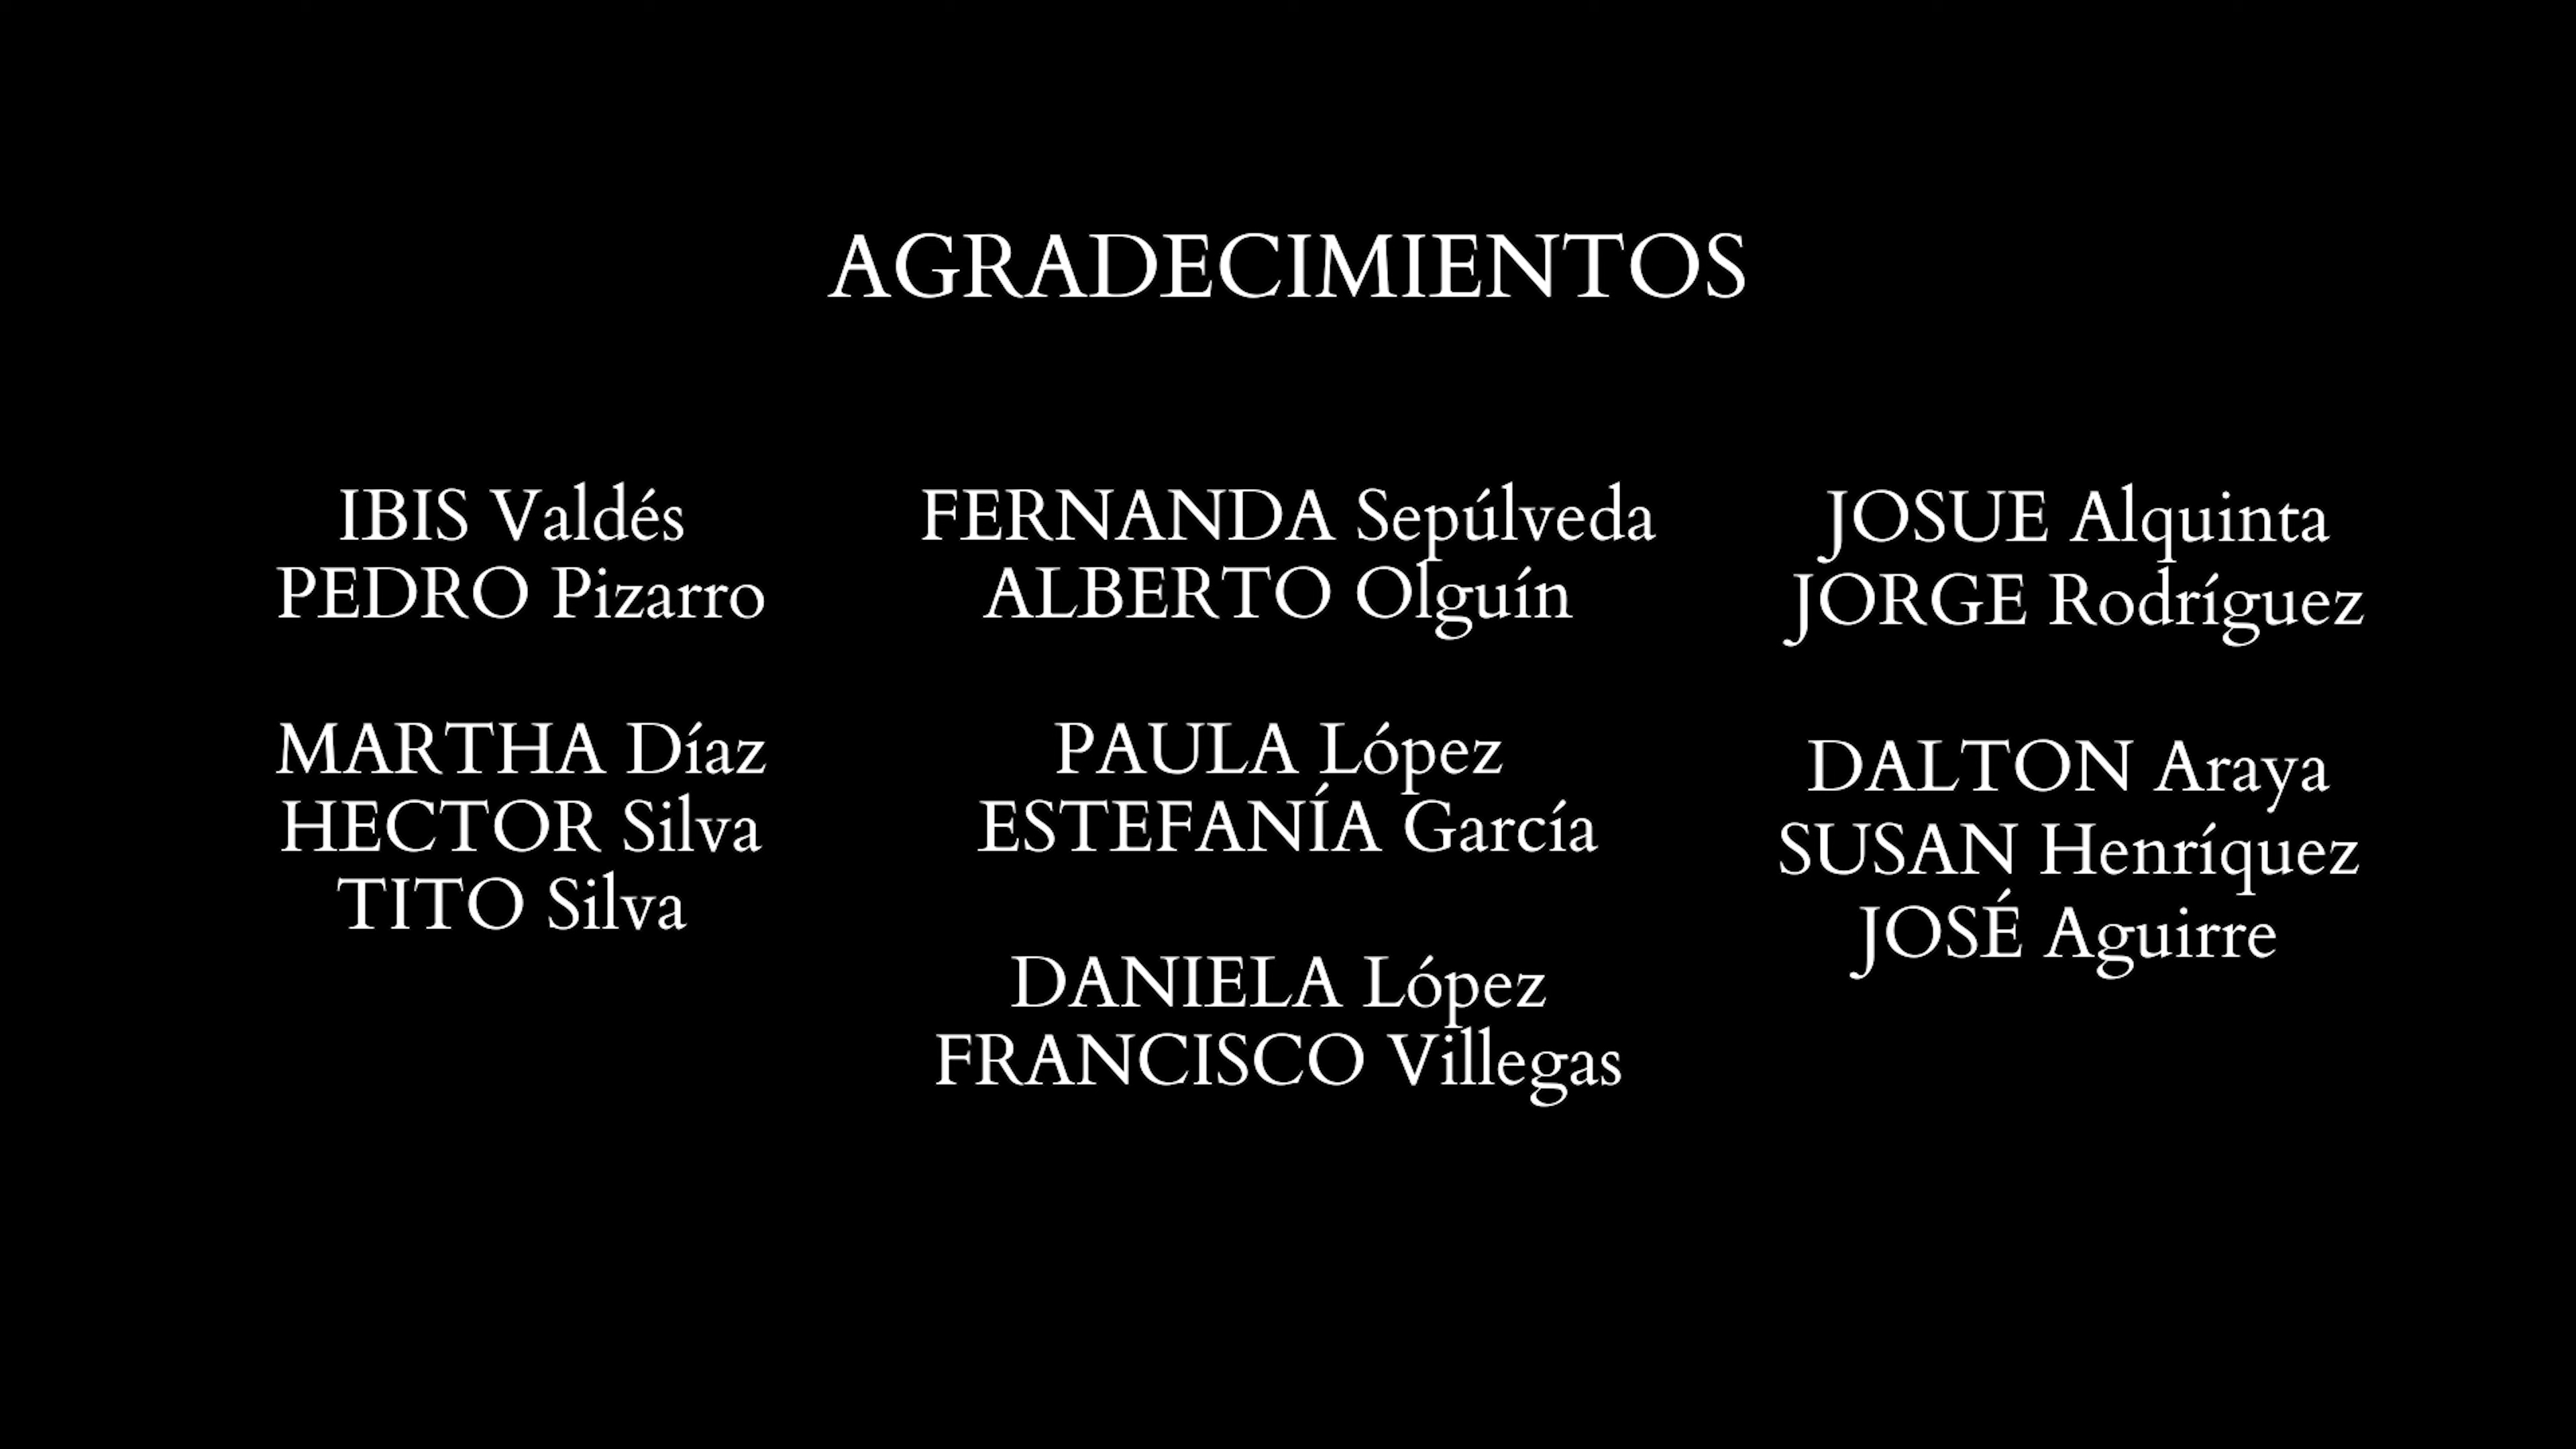 AGRADECIMIENTOS
IBIS Valdés
PEDRO Pizarro
MARTHA Díaz
HECTOR Silva
TITO Silva
FERNANDA Sepúlveda
ALBERTO Olguín
PAULA López
ESTEFANÍA García
DANIELA López
FRANCISCO Villegas
JOSUE Alquinta
JORGE Rodríguez
DALTON Araya
SUSAN Henríquez
JOSÉ Aguirre